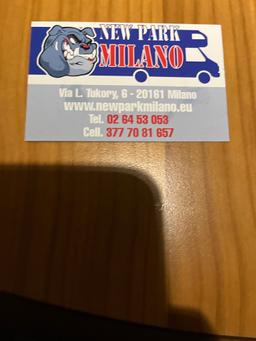 NEW PARK
MILANO
Via L. Tukory, 6 - 20161 Milano
www.newparkmilano.eu
Tel. 02 64 53 053
Cell. 377 70 81 657